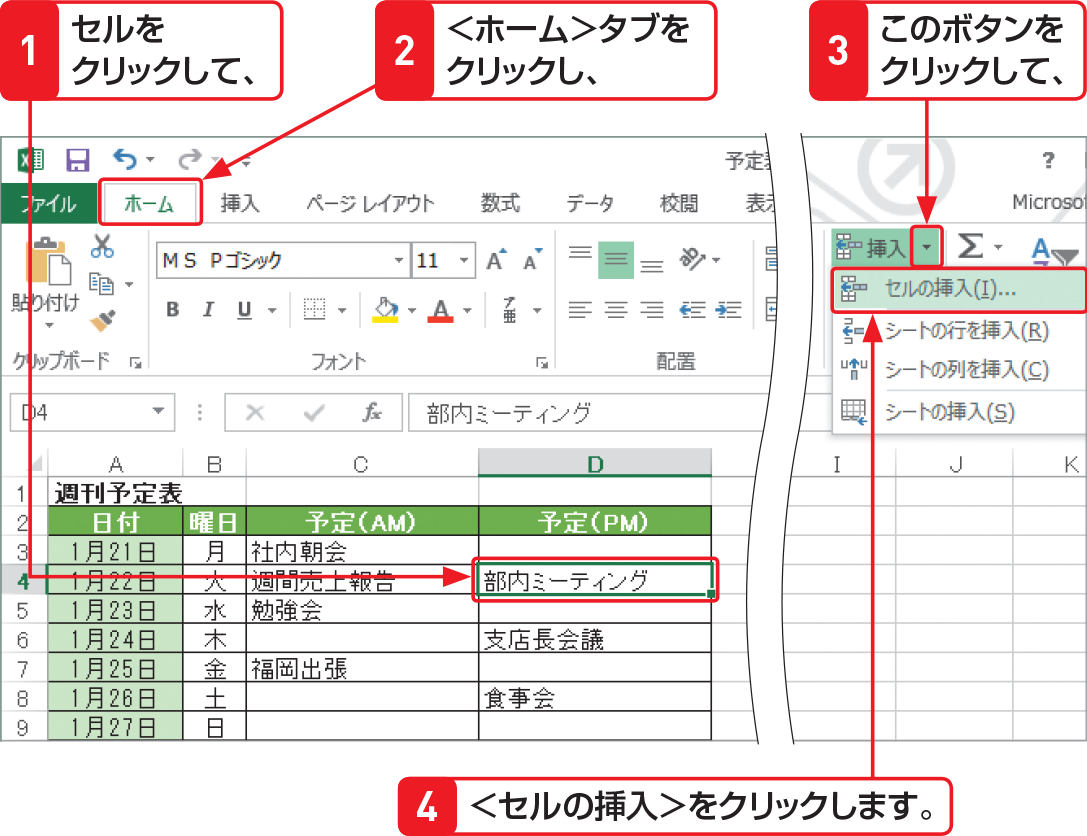 1
セルを
クリックして、
2
<ホーム>タブを
クリックし、
3
このボタンを
クリックして、
予定
?
ファイル
ホーム
挿入
ページ レイアウト
数式
データ
校閲
表示
Microso
MS Pゴシック
11
A
A
貼り付け
B I U
A
ア亜
クリップボード
フォント
配置
挿入
Σ
A
セルの挿入(I)...
シートの行を挿入(R)
シートの列を挿入(C)
シートの挿入(S)
D4
fx
部内ミーティング
A B C D I J K
1 週刊予定表
2 日付 曜日 予定(AM) 予定(PM)
3 1月21日 月 社内朝会
4 1月22日 火 週間売上報告 部内ミーティング
5 1月23日 水 勉強会
6 1月24日 木 支店長会議
7 1月25日 金 福岡出張
8 1月26日 土 食事会
9 1月27日 日
4
<セルの挿入>をクリックします。